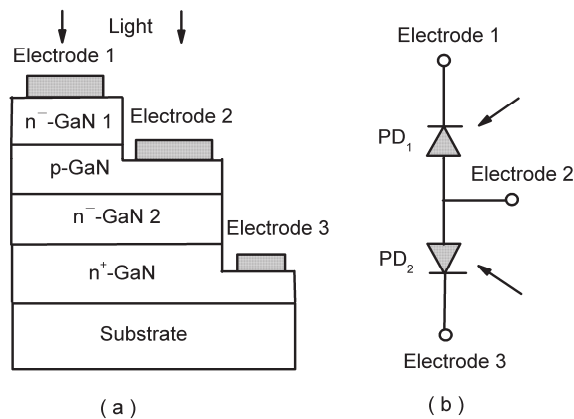 Light
Electrode 1
n⁻-GaN 1
Electrode 2
p-GaN
n⁻-GaN 2
Electrode 3
n⁺-GaN
Substrate
( a )
Electrode 1
PD₁
Electrode 2
PD₂
Electrode 3
( b )